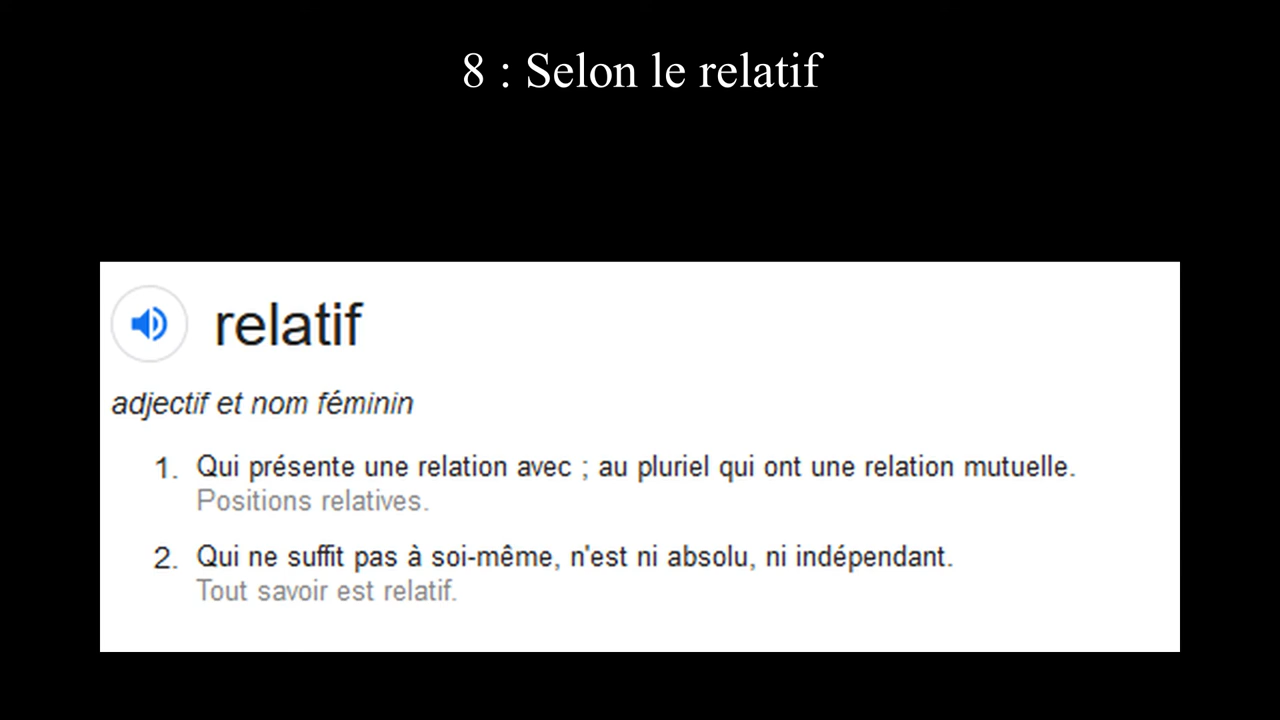 8 : Selon le relatif
relatif
adjectif et nom féminin
1. Qui présente une relation avec ; au pluriel qui ont une relation mutuelle.
Positions relatives.
2. Qui ne suffit pas à soi-même, n'est ni absolu, ni indépendant.
Tout savoir est relatif.